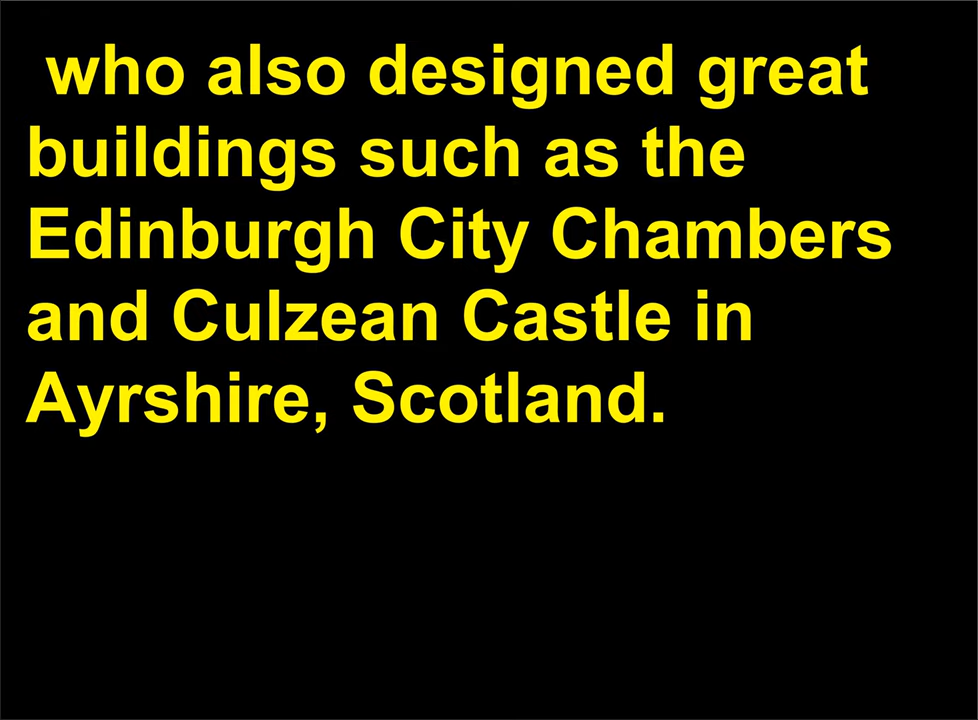 who also designed great
buildings such as the
Edinburgh City Chambers
and Culzean Castle in
Ayrshire, Scotland.